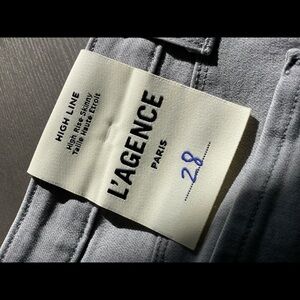 HIGH LINE
High Rise Skinny
Taille Haute Étroit
L'AGENCE
PARIS
28